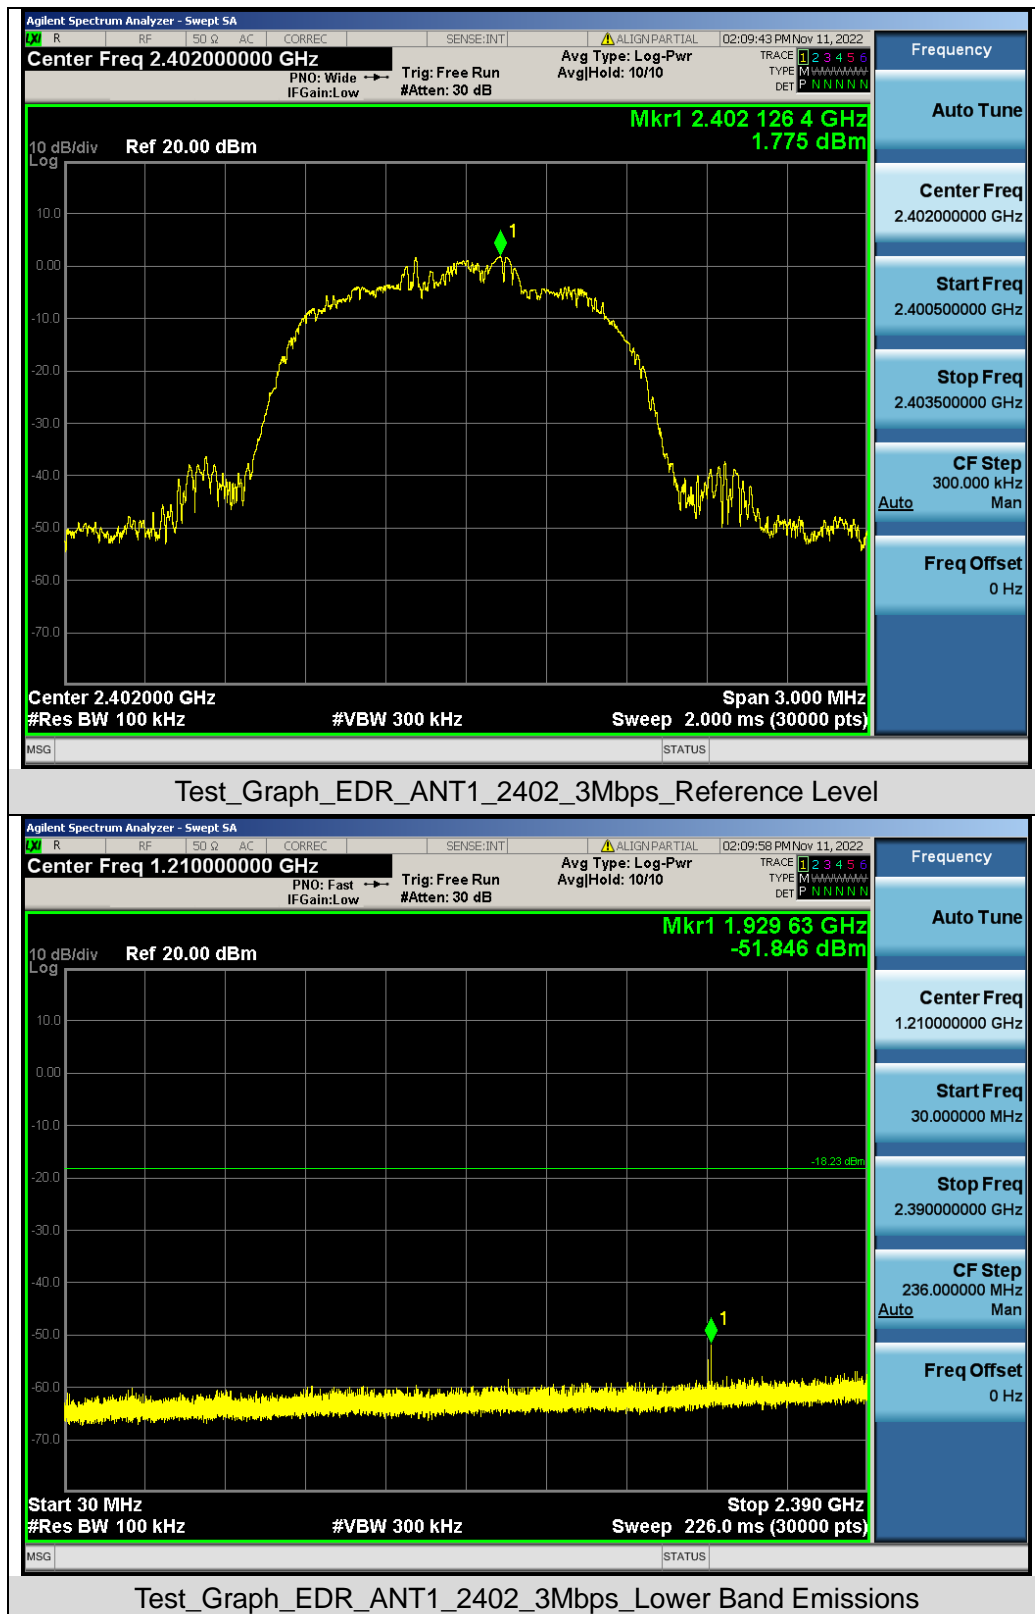 Agilent Spectrum Analyzer - Swept SA
LXI R RF 50 Ω AC CORREC SENSE:INT ALIGN PARTIAL 02:09:43 PM Nov 11, 2022
Center Freq 2.402000000 GHz
PNO: Wide
IFGain:Low
Trig: Free Run
#Atten: 30 dB
Avg Type: Log-Pwr
Avg|Hold: 10/10
TRACE 1 2 3 4 5 6
TYPE M WWWWW
DET P N N N N N
Frequency
Auto Tune
Center Freq
2.402000000 GHz
Start Freq
2.400500000 GHz
Stop Freq
2.403500000 GHz
CF Step
300.000 kHz
Auto Man
Freq Offset
0 Hz
Mkr1 2.402 126 4 GHz
1.775 dBm
10 dB/div Ref 20.00 dBm
Log
10.0
0.00
-10.0
-20.0
-30.0
-40.0
-50.0
-60.0
-70.0
1
Center 2.402000 GHz Span 3.000 MHz
#Res BW 100 kHz #VBW 300 kHz Sweep 2.000 ms (30000 pts)
MSG STATUS
Test_Graph_EDR_ANT1_2402_3Mbps_Reference Level
Agilent Spectrum Analyzer - Swept SA
LXI R RF 50 Ω AC CORREC SENSE:INT ALIGN PARTIAL 02:09:58 PM Nov 11, 2022
Center Freq 1.210000000 GHz
PNO: Fast
IFGain:Low
Trig: Free Run
#Atten: 30 dB
Avg Type: Log-Pwr
Avg|Hold: 10/10
TRACE 1 2 3 4 5 6
TYPE M WWWWW
DET P N N N N N
Frequency
Auto Tune
Center Freq
1.210000000 GHz
Start Freq
30.000000 MHz
Stop Freq
2.390000000 GHz
CF Step
236.000000 MHz
Auto Man
Freq Offset
0 Hz
Mkr1 1.929 63 GHz
-51.846 dBm
10 dB/div Ref 20.00 dBm
Log
10.0
0.00
-10.0
-20.0
-30.0
-40.0
-50.0
-60.0
-70.0
-18.23 dBm
1
Start 30 MHz Stop 2.390 GHz
#Res BW 100 kHz #VBW 300 kHz Sweep 226.0 ms (30000 pts)
MSG STATUS
Test_Graph_EDR_ANT1_2402_3Mbps_Lower Band Emissions